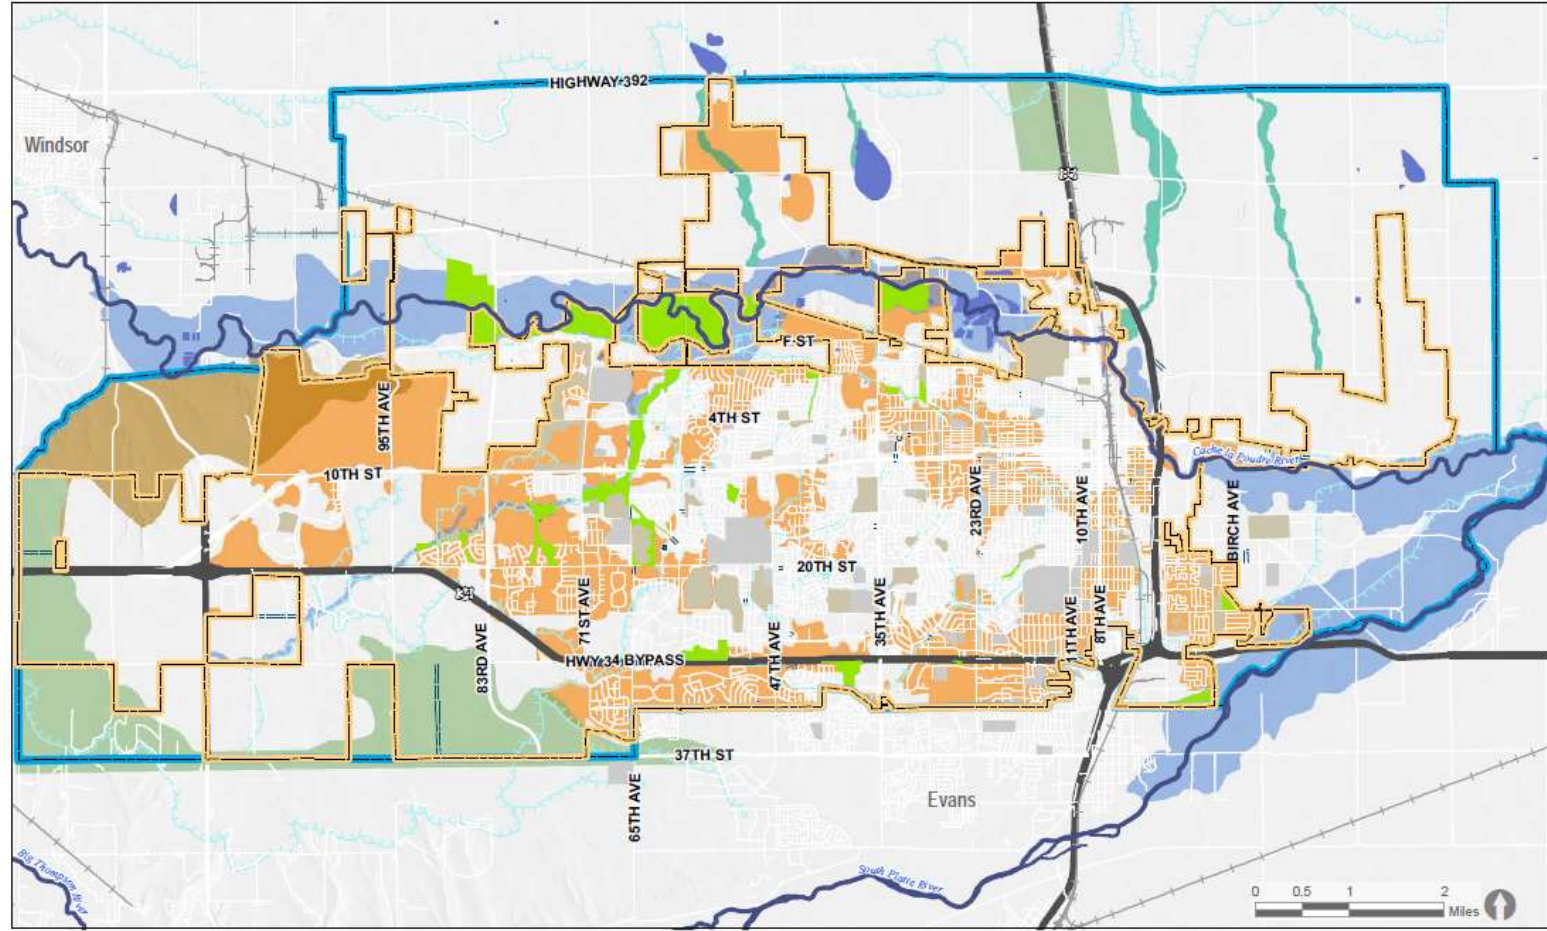 HIGHWAY 392
Windsor
85
F ST
95TH AVE
4TH ST
10TH ST
Cache la Poudre River
23RD AVE
10TH AVE
BIRCH AVE
20TH ST
34
71ST AVE
35TH AVE
11TH AVE
8TH AVE
83RD AVE
47TH AVE
HWY 34 BYPASS
37TH ST
65TH AVE
Evans
Big Thompson River
South Platte River
0 0.5 1 2
Miles